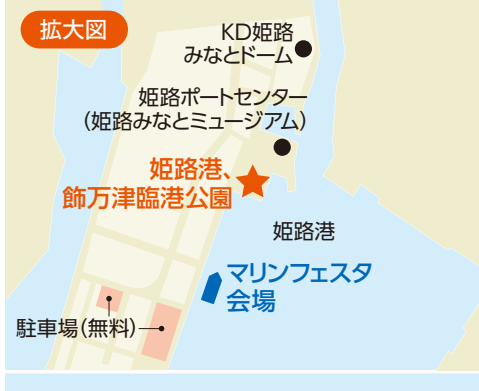 拡大図
KD姫路
みなとドーム
姫路ポートセンター
(姫路みなとミュージアム)
姫路港、
飾万津臨港公園
姫路港
マリンフェスタ
会場
駐車場(無料)